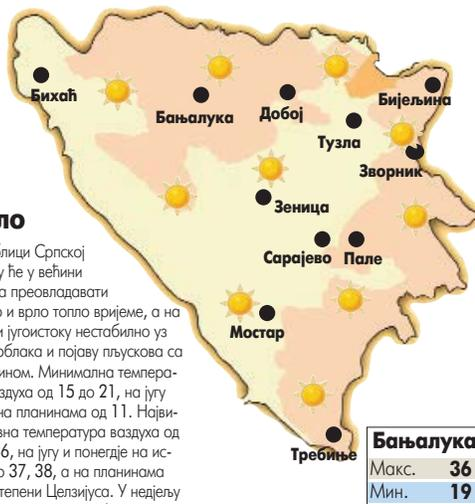 Бихаћ
Бањалука
Добој
Бијељина
Тузла
Зворник
Зеница
Сарајево
Пале
Мостар
Требиње
ло
лици Српској
у ће у већини
а преовладавати
о и врло топло вријеме, а на
и југоистоку нестабилно уз
облака и појаву пљускова са
ином. Минимална темпера-
здуха од 15 до 21, на југу
на планинама од 11. Најви-
вна температура ваздуха од
6, на југу и понегдје на ис-
о 37, 38, а на планинама
степени Целзијуса. У недјељу
Бањалука
Макс. 36
Мин. 19